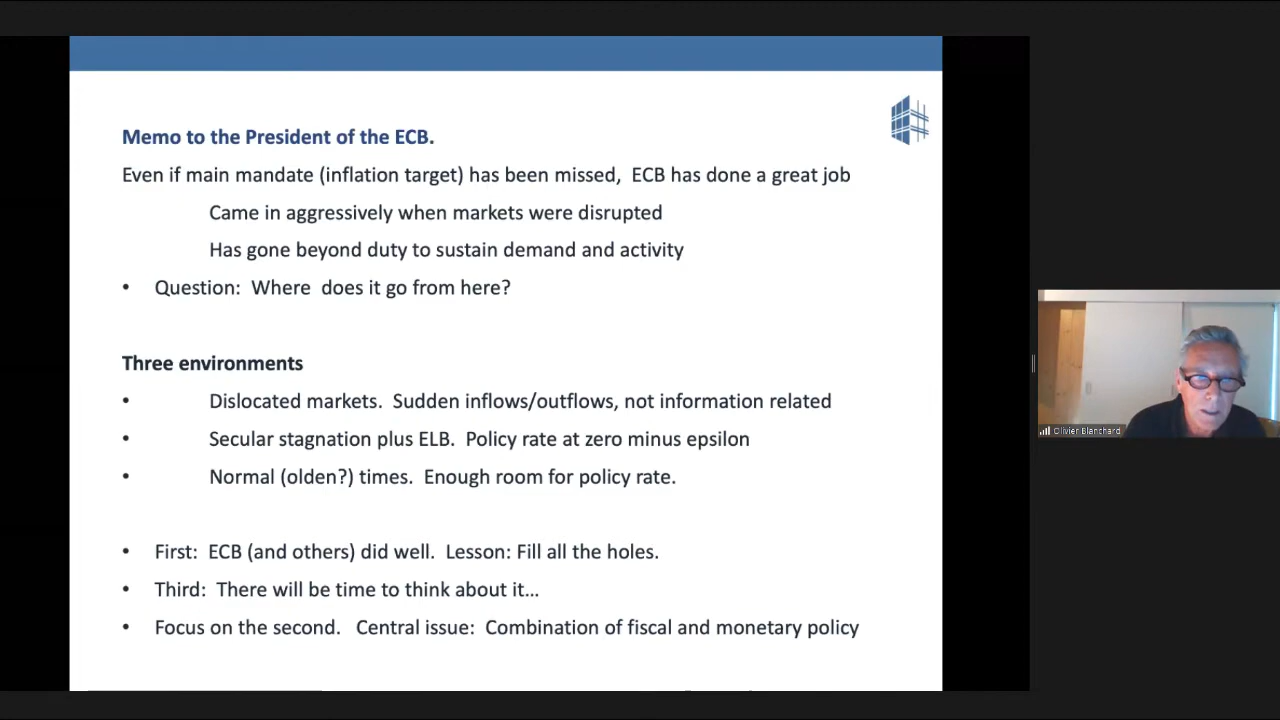 Memo to the President of the ECB.
Even if main mandate (inflation target) has been missed, ECB has done a great job
Came in aggressively when markets were disrupted
Has gone beyond duty to sustain demand and activity
• Question: Where does it go from here?
Three environments
• Dislocated markets. Sudden inflows/outflows, not information related
• Secular stagnation plus ELB. Policy rate at zero minus epsilon
• Normal (olden?) times. Enough room for policy rate.
• First: ECB (and others) did well. Lesson: Fill all the holes.
• Third: There will be time to think about it…
• Focus on the second. Central issue: Combination of fiscal and monetary policy
Olivier Blanchard